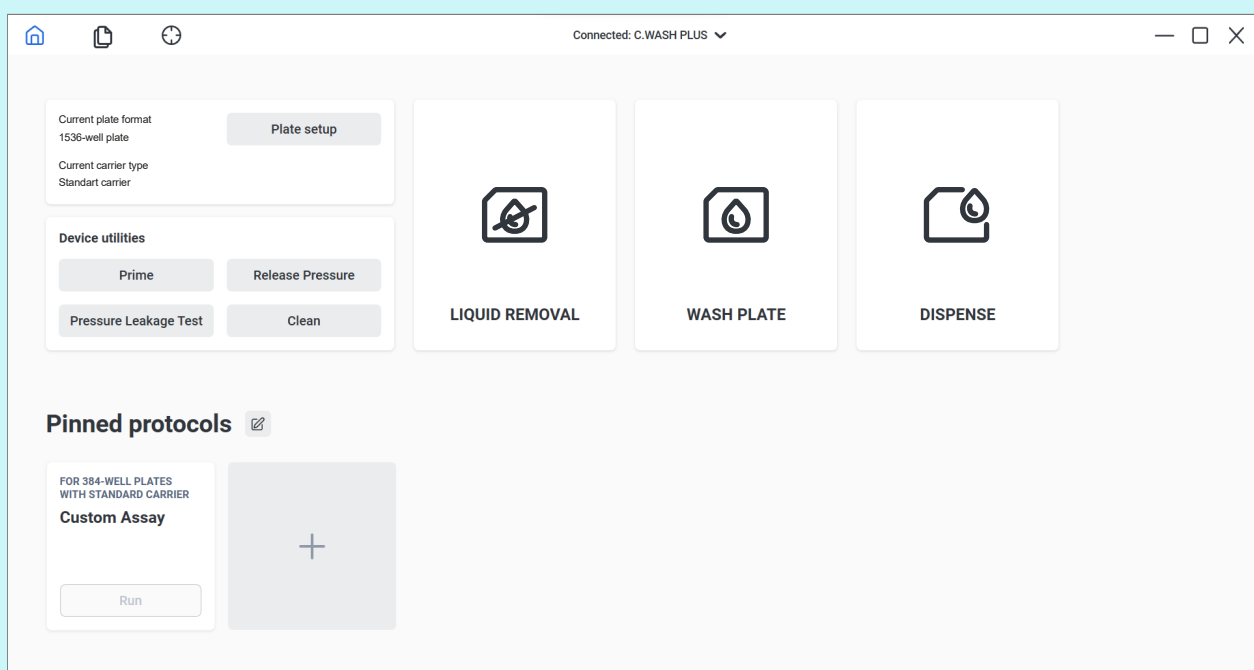 Connected: C.WASH PLUS
Current plate format
1536-well plate
Plate setup
Current carrier type
Standart carrier
Device utilities
Prime
Release Pressure
Pressure Leakage Test
Clean
LIQUID REMOVAL
WASH PLATE
DISPENSE
Pinned protocols
FOR 384-WELL PLATES
WITH STANDARD CARRIER
Custom Assay
Run